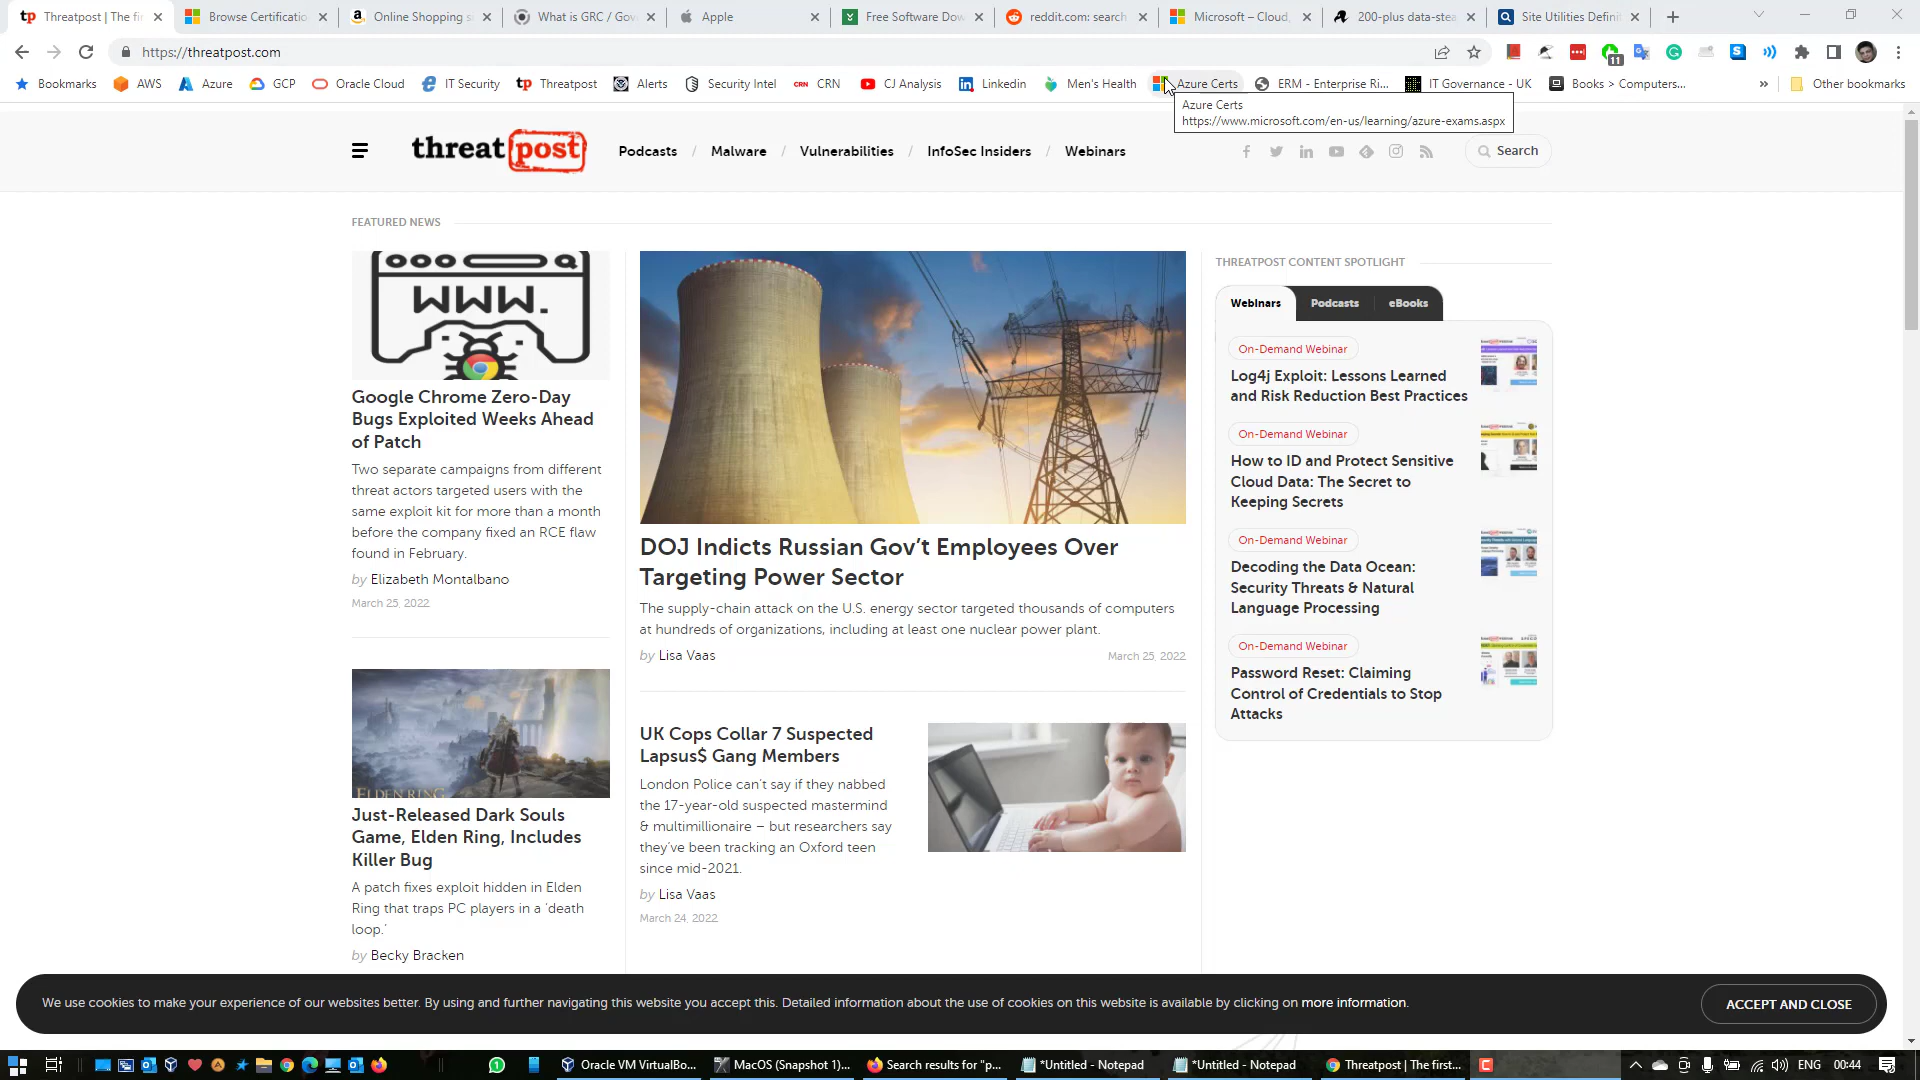 Threatpost | The fi
Browse Certificatio
Online Shopping s
What is GRC / Gov
Apple
Free Software Dow
reddit.com: search
Microsoft – Cloud,
200-plus data-stea
Site Utilities Defini
https://threatpost.com
11
Bookmarks
AWS
Azure
GCP
Oracle Cloud
IT Security
Threatpost
Alerts
Security Intel
CRN
CJ Analysis
Linkedin
Men's Health
Azure Certs
ERM - Enterprise Ri...
IT Governance - UK
Books > Computers...
»
Other bookmarks
Azure Certs
https://www.microsoft.com/en-us/learning/azure-exams.aspx
threatpost
Podcasts / Malware / Vulnerabilities / InfoSec Insiders / Webinars
Search
FEATURED NEWS
WWW.
Google Chrome Zero-Day
Bugs Exploited Weeks Ahead
of Patch
Two separate campaigns from different
threat actors targeted users with the
same exploit kit for more than a month
before the company fixed an RCE flaw
found in February.
by Elizabeth Montalbano
March 25, 2022
ELDEN RING
Just-Released Dark Souls
Game, Elden Ring, Includes
Killer Bug
A patch fixes exploit hidden in Elden
Ring that traps PC players in a ‘death
loop.’
by Becky Bracken
DOJ Indicts Russian Gov’t Employees Over
Targeting Power Sector
The supply-chain attack on the U.S. energy sector targeted thousands of computers
at hundreds of organizations, including at least one nuclear power plant.
by Lisa Vaas
March 25, 2022
UK Cops Collar 7 Suspected
Lapsus$ Gang Members
London Police can’t say if they nabbed
the 17-year-old suspected mastermind
& multimillionaire – but researchers say
they’ve been tracking an Oxford teen
since mid-2021.
by Lisa Vaas
March 24, 2022
THREATPOST CONTENT SPOTLIGHT
Webinars
Podcasts
eBooks
On-Demand Webinar
Log4j Exploit: Lessons Learned
and Risk Reduction Best Practices
On-Demand Webinar
How to ID and Protect Sensitive
Cloud Data: The Secret to
Keeping Secrets
On-Demand Webinar
Decoding the Data Ocean:
Security Threats & Natural
Language Processing
On-Demand Webinar
Password Reset: Claiming
Control of Credentials to Stop
Attacks
We use cookies to make your experience of our websites better. By using and further navigating this website you accept this. Detailed information about the use of cookies on this website is available by clicking on more information.
ACCEPT AND CLOSE
Oracle VM VirtualBo...
MacOS (Snapshot 1)...
Search results for "p...
*Untitled - Notepad
*Untitled - Notepad
Threatpost | The first...
ENG
00:44